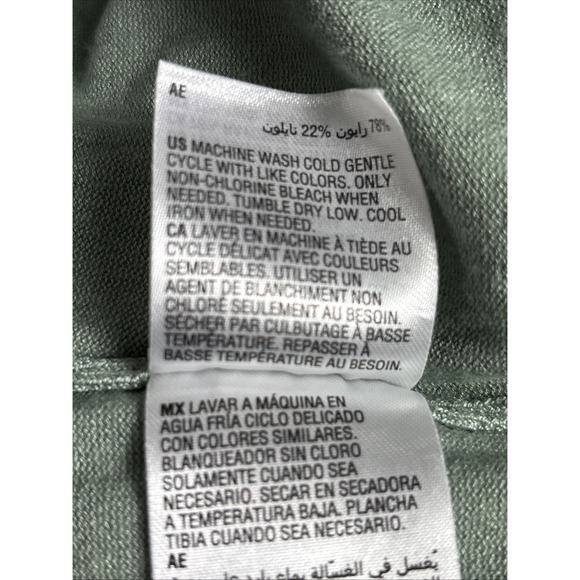 AE
78% رايون 22% نايلون
US MACHINE WASH COLD GENTLE
CYCLE WITH LIKE COLORS. ONLY
NON-CHLORINE BLEACH WHEN
NEEDED. TUMBLE DRY LOW. COOL
IRON WHEN NEEDED.
CA LAVER EN MACHINE À TIÈDE AU
CYCLE DÉLICAT AVEC COULEURS
SEMBLABLES. UTILISER UN
AGENT DE BLANCHIMENT NON
CHLORÉ SEULEMENT AU BESOIN.
SÉCHER PAR CULBUTAGE À BASSE
TEMPÉRATURE. REPASSER À
BASSE TEMPÉRATURE AU BESOIN.
MX LAVAR A MÁQUINA EN
AGUA FRÍA CICLO DELICADO
CON COLORES SIMILARES.
BLANQUEADOR SIN CLORO
SOLAMENTE CUANDO SEA
NECESARIO. SECAR EN SECADORA
A TEMPERATURA BAJA. PLANCHA
TIBIA CUANDO SEA NECESARIO.
AE
يُغسل في الغسالة بماء بارد على